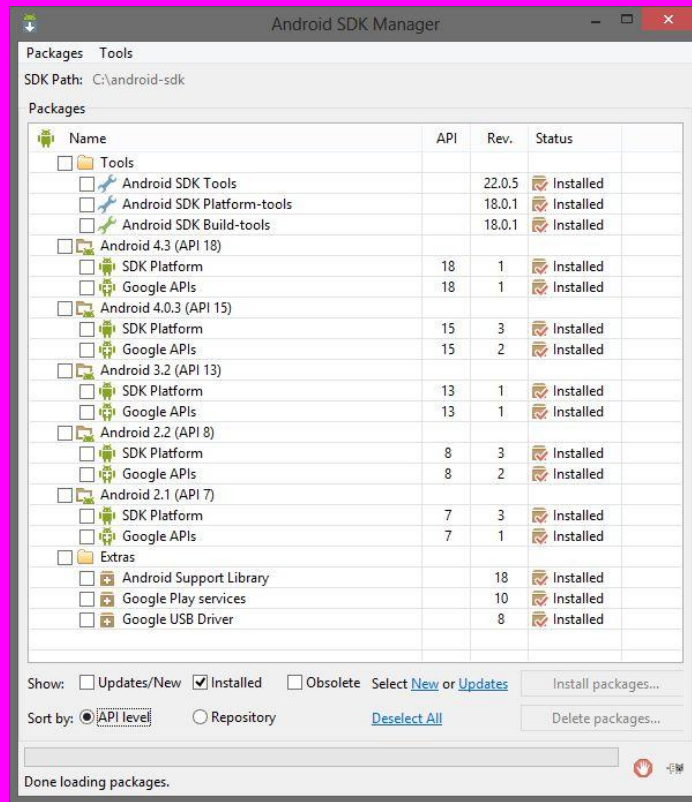 Android SDK Manager
Packages Tools
SDK Path: C:\android-sdk
Packages
Name API Rev. Status
Tools
Android SDK Tools 22.0.5 Installed
Android SDK Platform-tools 18.0.1 Installed
Android SDK Build-tools 18.0.1 Installed
Android 4.3 (API 18)
SDK Platform 18 1 Installed
Google APIs 18 1 Installed
Android 4.0.3 (API 15)
SDK Platform 15 3 Installed
Google APIs 15 2 Installed
Android 3.2 (API 13)
SDK Platform 13 1 Installed
Google APIs 13 1 Installed
Android 2.2 (API 8)
SDK Platform 8 3 Installed
Google APIs 8 2 Installed
Android 2.1 (API 7)
SDK Platform 7 3 Installed
Google APIs 7 1 Installed
Extras
Android Support Library 18 Installed
Google Play services 10 Installed
Google USB Driver 8 Installed
Show: Updates/New Installed Obsolete Select New or Updates Install packages...
Sort by: API level Repository Deselect All Delete packages...
Done loading packages.